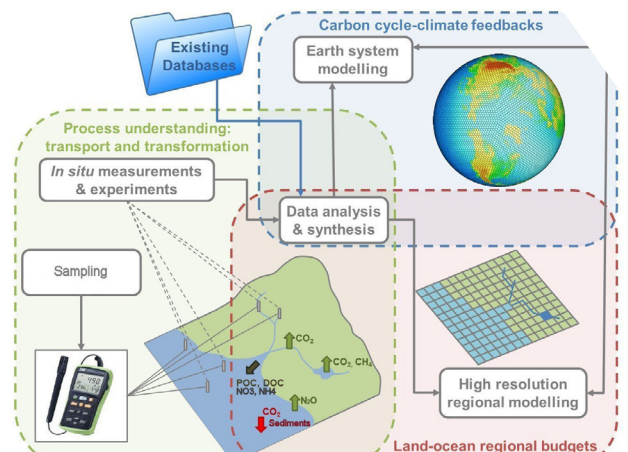 Carbon cycle-climate feedbacks
Existing
Databases
Earth system
modelling
Process understanding:
transport and transformation
In situ measurements
& experiments
Data analysis
& synthesis
Sampling
CO2
CO2, CH4
POC, DOC
NO3, NH4
N2O
CO2
Sediments
High resolution
regional modelling
Land-ocean regional budgets